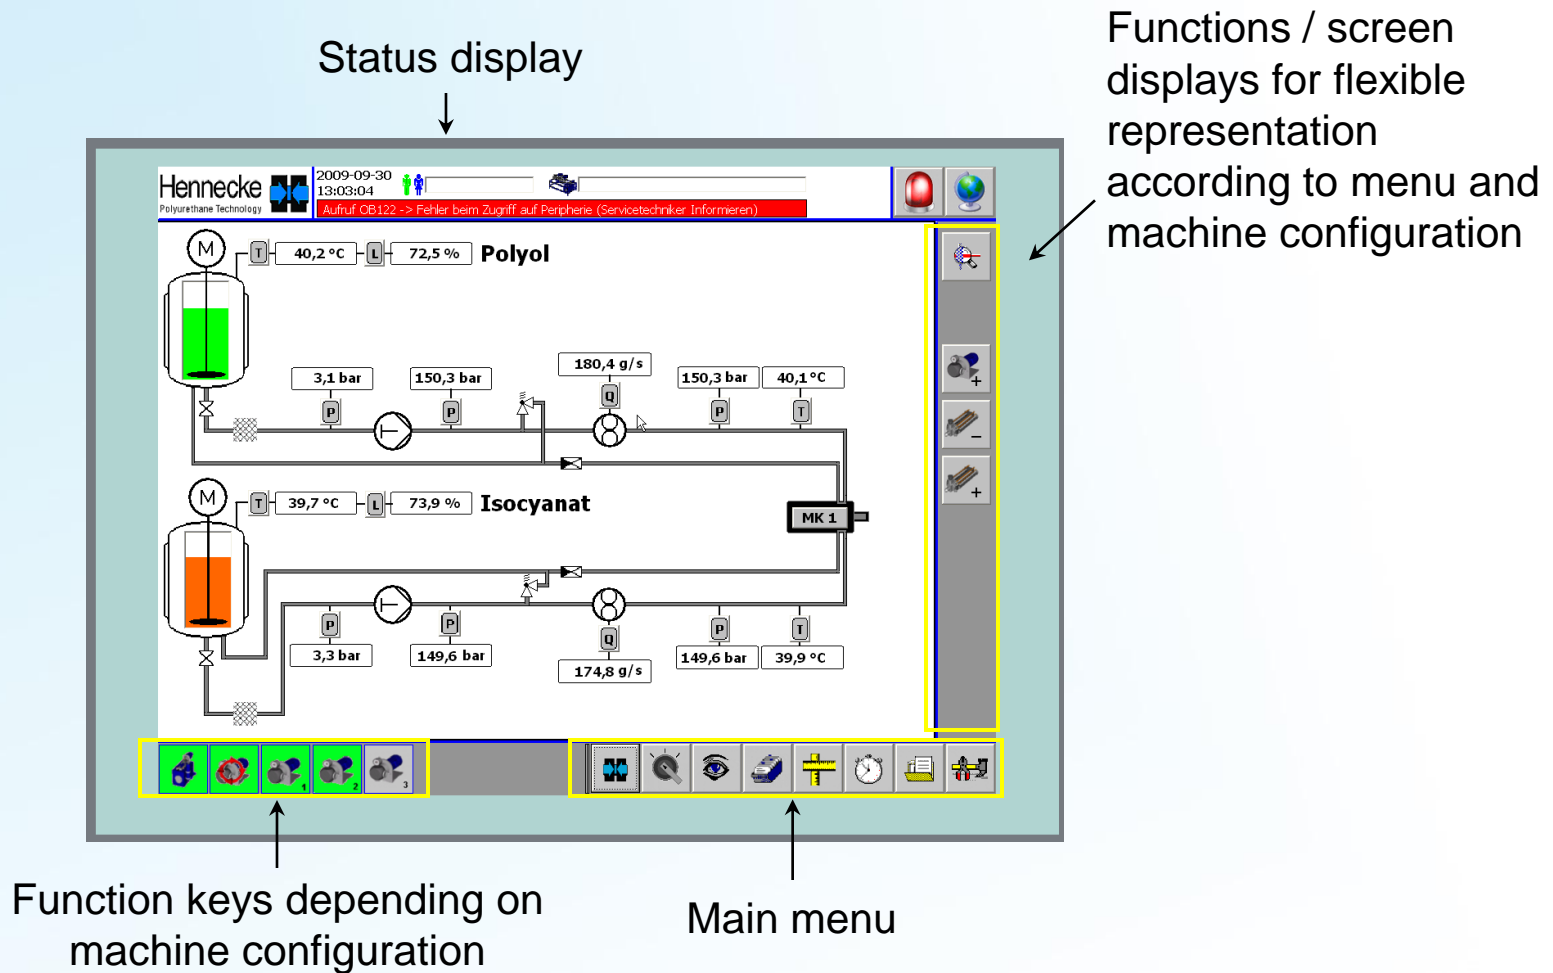 Status display
Functions / screen
displays for flexible
representation
according to menu and
machine configuration
Hennecke
Polyurethane Technology
2009-09-30
13:03:04
Aufruf OB122 -> Fehler beim Zugriff auf Peripherie (Servicetechniker Informieren)
M
T 40,2 °C L 72,5 % Polyol
3,1 bar 150,3 bar 180,4 g/s 150,3 bar 40,1 °C
P P Q P T
+
-
+
M
T 39,7 °C L 73,9 % Isocyanat
MK 1
P P Q P T
3,3 bar 149,6 bar 174,8 g/s 149,6 bar 39,9 °C
1 2 3
Function keys depending on
machine configuration
Main menu